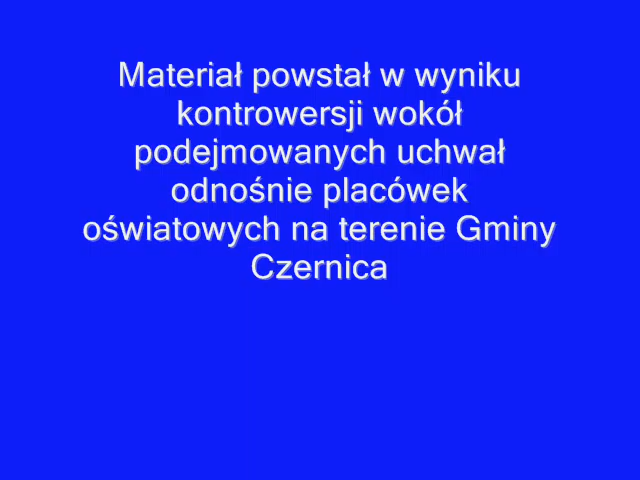 Materiał powstał w wyniku
kontrowersji wokół
podejmowanych uchwał
odnośnie placówek
oświatowych na terenie Gminy
Czernica